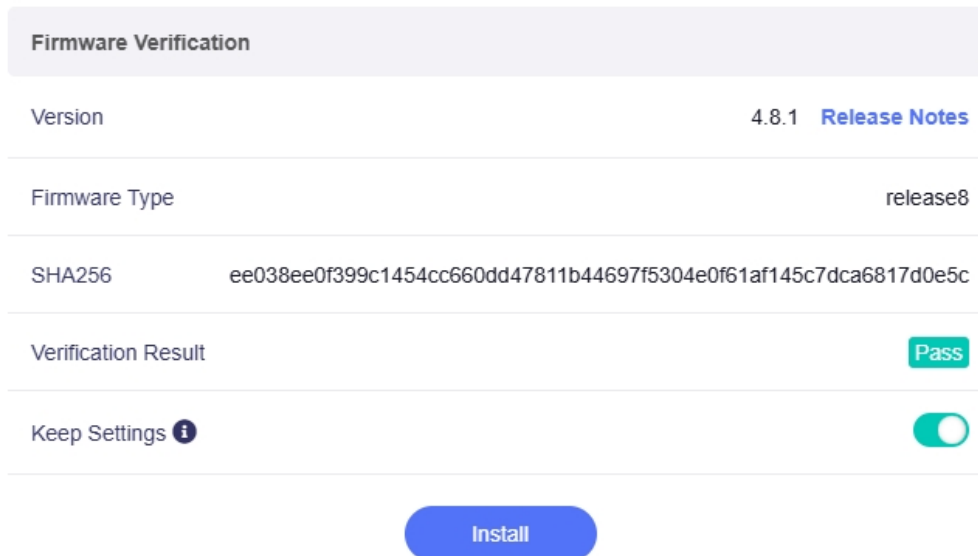 Firmware Verification
Version 4.8.1 Release Notes
Firmware Type release8
SHA256 ee038ee0f399c1454cc660dd47811b44697f5304e0f61af145c7dca6817d0e5c
Verification Result Pass
Keep Settings
Install